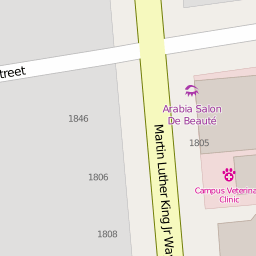 treet
Arabia Salon
De Beauté
1846
Martin Luther King Jr Wa
1805
1806
Campus Veterina
Clinic
1808